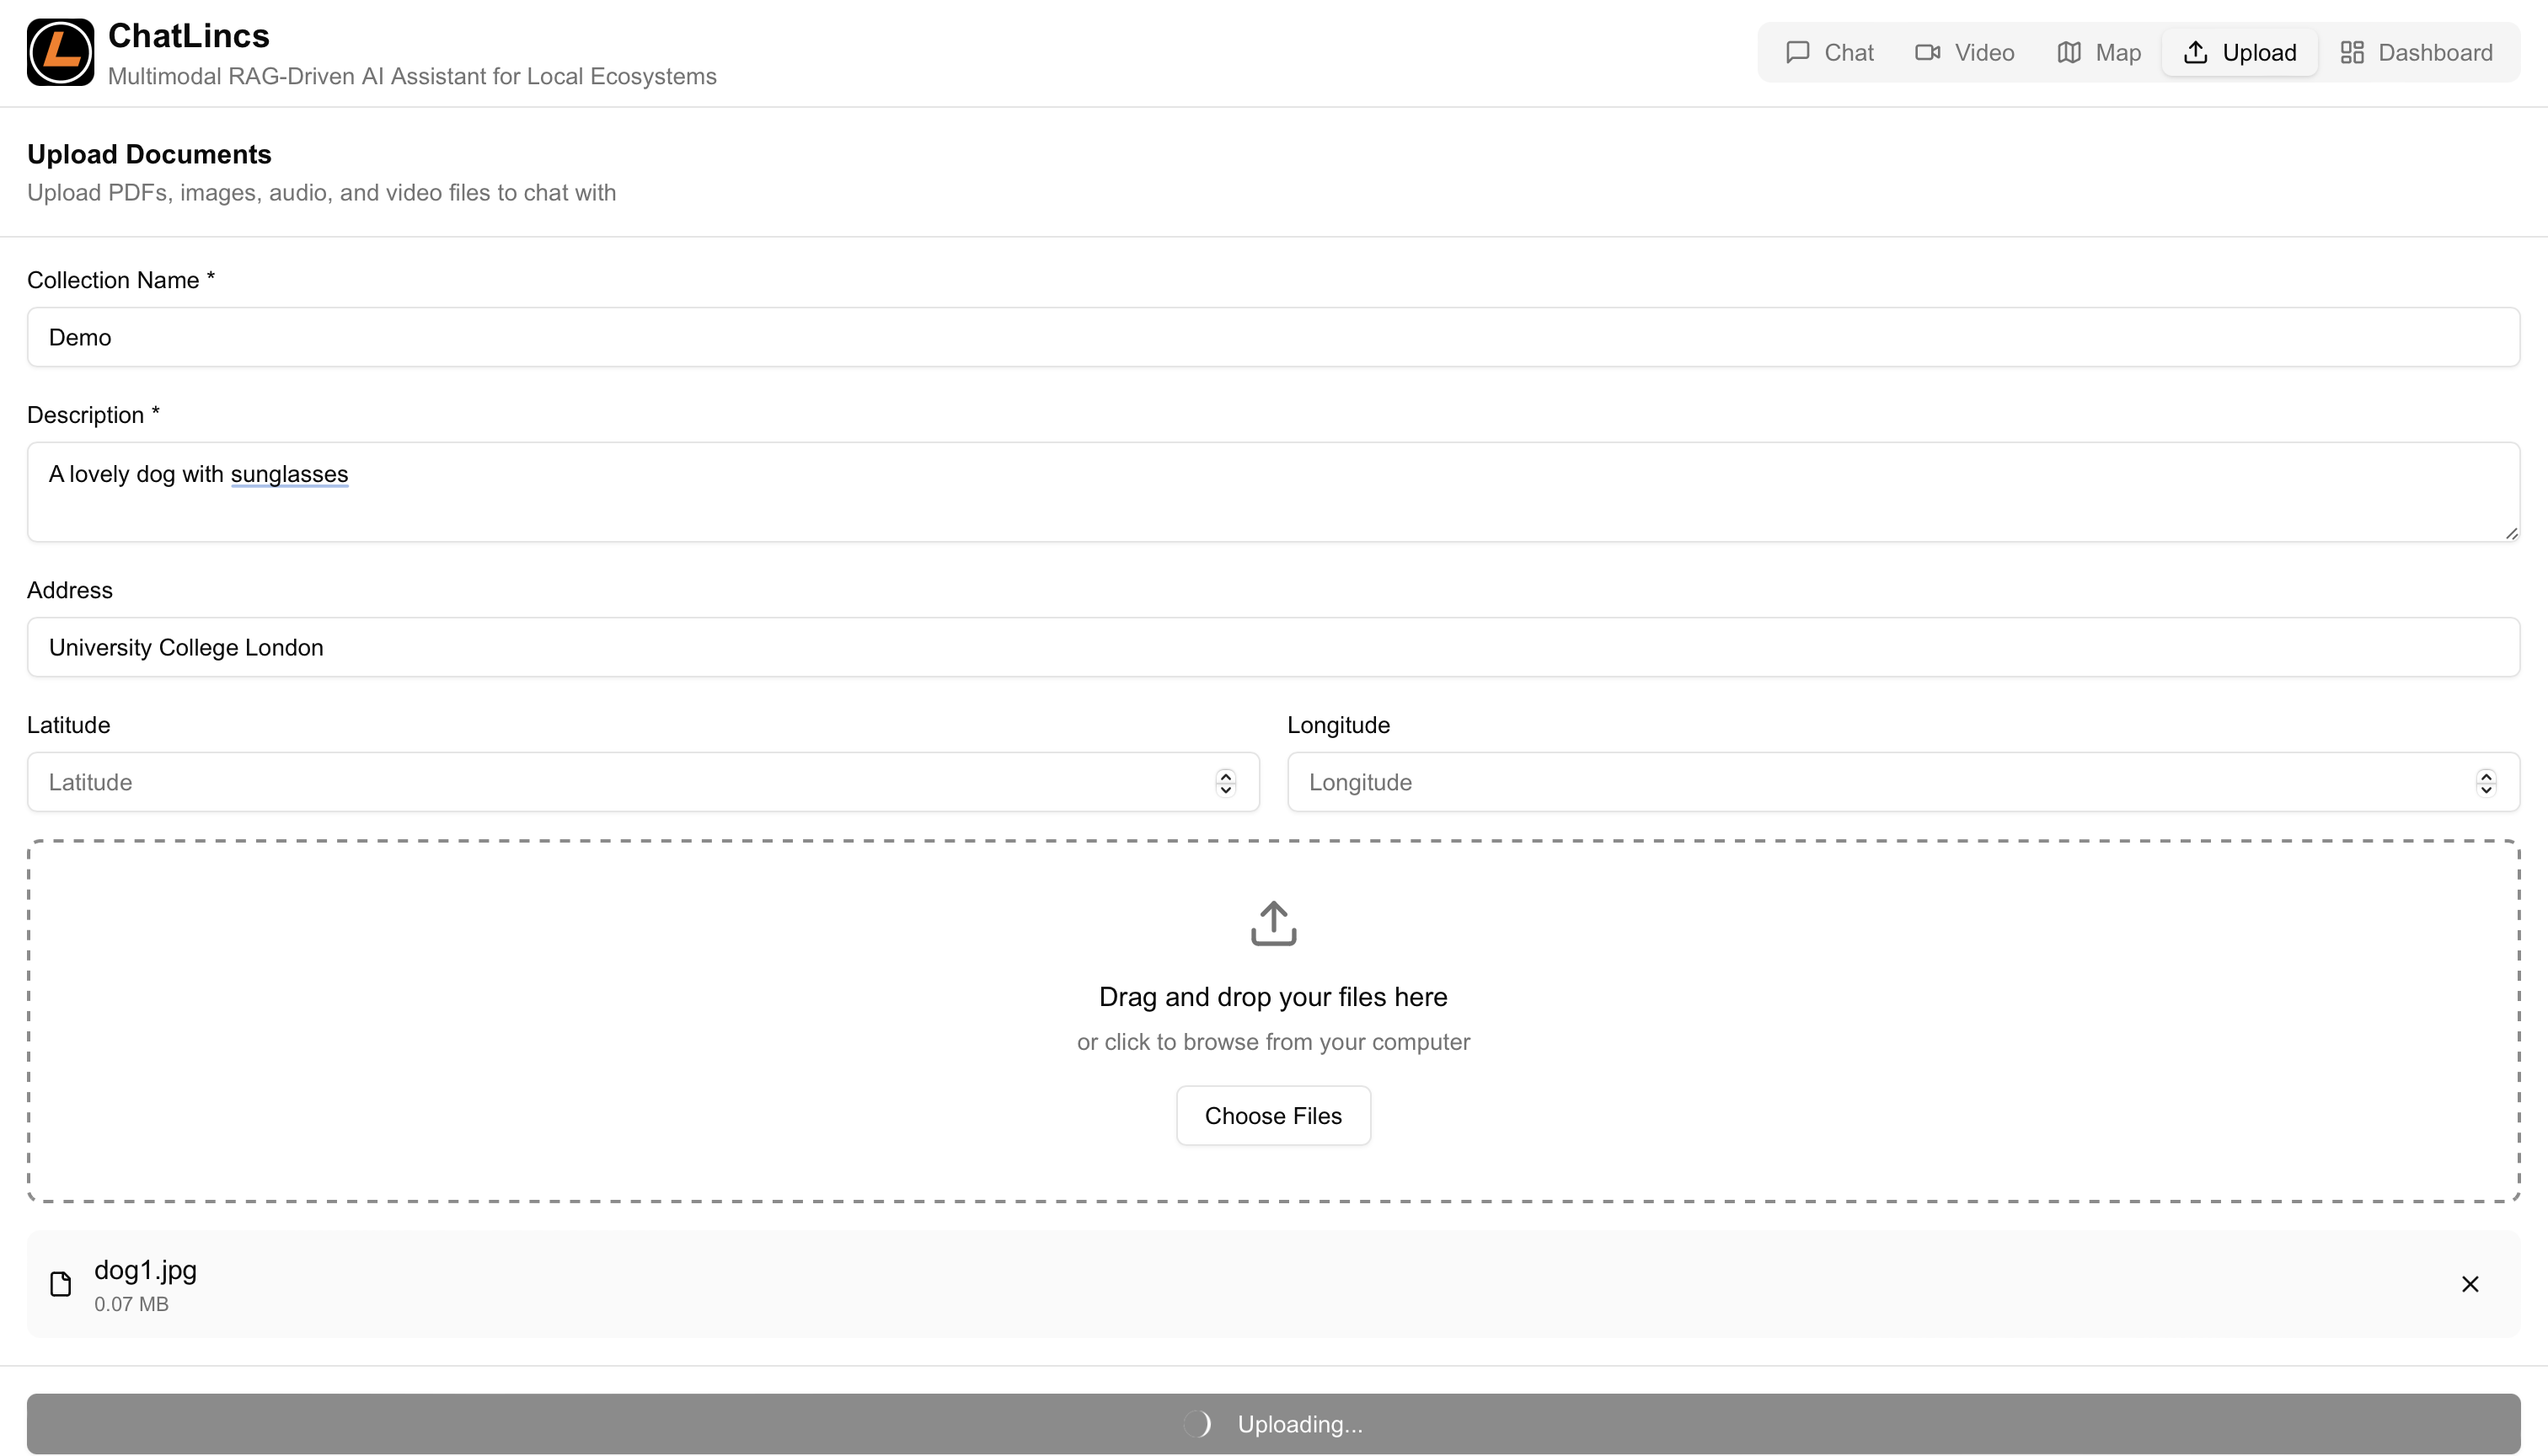 ChatLincs
Multimodal RAG-Driven AI Assistant for Local Ecosystems
Chat
Video
Map
Upload
Dashboard
Upload Documents
Upload PDFs, images, audio, and video files to chat with
Collection Name *
Demo
Description *
A lovely dog with sunglasses
Address
University College London
Latitude
Longitude
Latitude
Longitude
Drag and drop your files here
or click to browse from your computer
Choose Files
dog1.jpg
0.07 MB
Uploading...